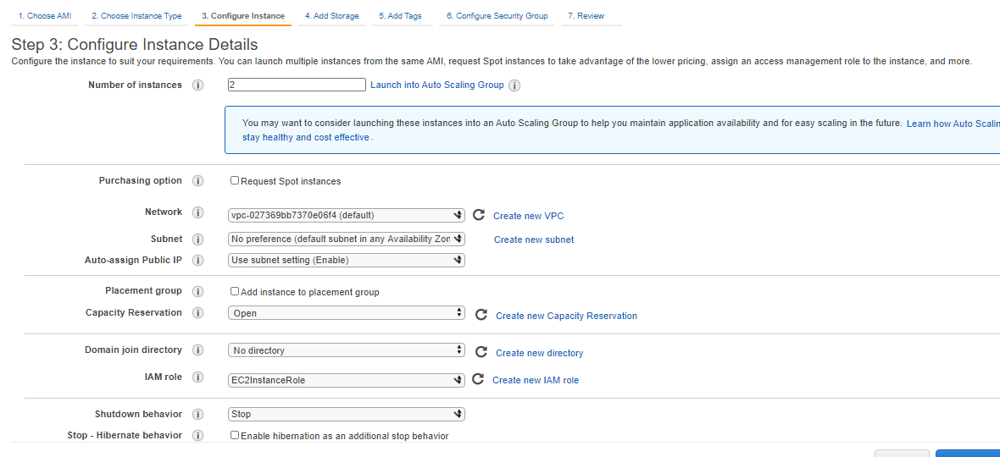 1. Choose AMI 2. Choose Instance Type 3. Configure Instance 4. Add Storage 5. Add Tags 6. Configure Security Group 7. Review
Step 3: Configure Instance Details
Configure the instance to suit your requirements. You can launch multiple instances from the same AMI, request Spot instances to take advantage of the lower pricing, assign an access management role to the instance, and more.
Number of instances i 2 Launch into Auto Scaling Group i
You may want to consider launching these instances into an Auto Scaling Group to help you maintain application availability and for easy scaling in the future. Learn how Auto Scalin
stay healthy and cost effective.
Purchasing option i Request Spot instances
Network i vpc-027369bb7370e06f4 (default) Create new VPC
Subnet i No preference (default subnet in any Availability Zon Create new subnet
Auto-assign Public IP i Use subnet setting (Enable)
Placement group i Add instance to placement group
Capacity Reservation i Open Create new Capacity Reservation
Domain join directory i No directory Create new directory
IAM role i EC2InstanceRole Create new IAM role
Shutdown behavior i Stop
Stop - Hibernate behavior i Enable hibernation as an additional stop behavior